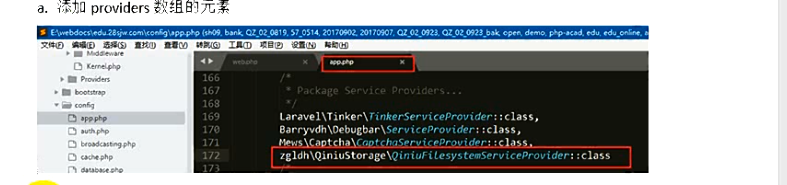 a. 添加 providers 数组的元素
E:\webdocs\edu.28sjw.com\config\app.php (sh09, bank, QZ_02_0819, 57_0514, 20170902, 20170907, QZ_02_0923, QZ_02_0923_bak, open, demo, php-acad, edu, edu_online, a
文件(F) 编辑(E) 选择(S) 查找(I) 查看(V) 转到(G) 工具(T) 项目(P) 设置(N) 帮助(H)
Middleware
Kernel.php
Providers
bootstrap
config
app.php
auth.php
broadcasting.php
cache.php
database.php
web.php
app.php
166 /*
167 * Package Service Providers...
168 */
169 Laravel\Tinker\TinkerServiceProvider::class,
170 Barryvdh\Debugbar\ServiceProvider::class,
171 Mews\Captcha\CaptchaServiceProvider::class,
172 zgldh\QiniuStorage\QiniuFilesystemServiceProvider::class
173